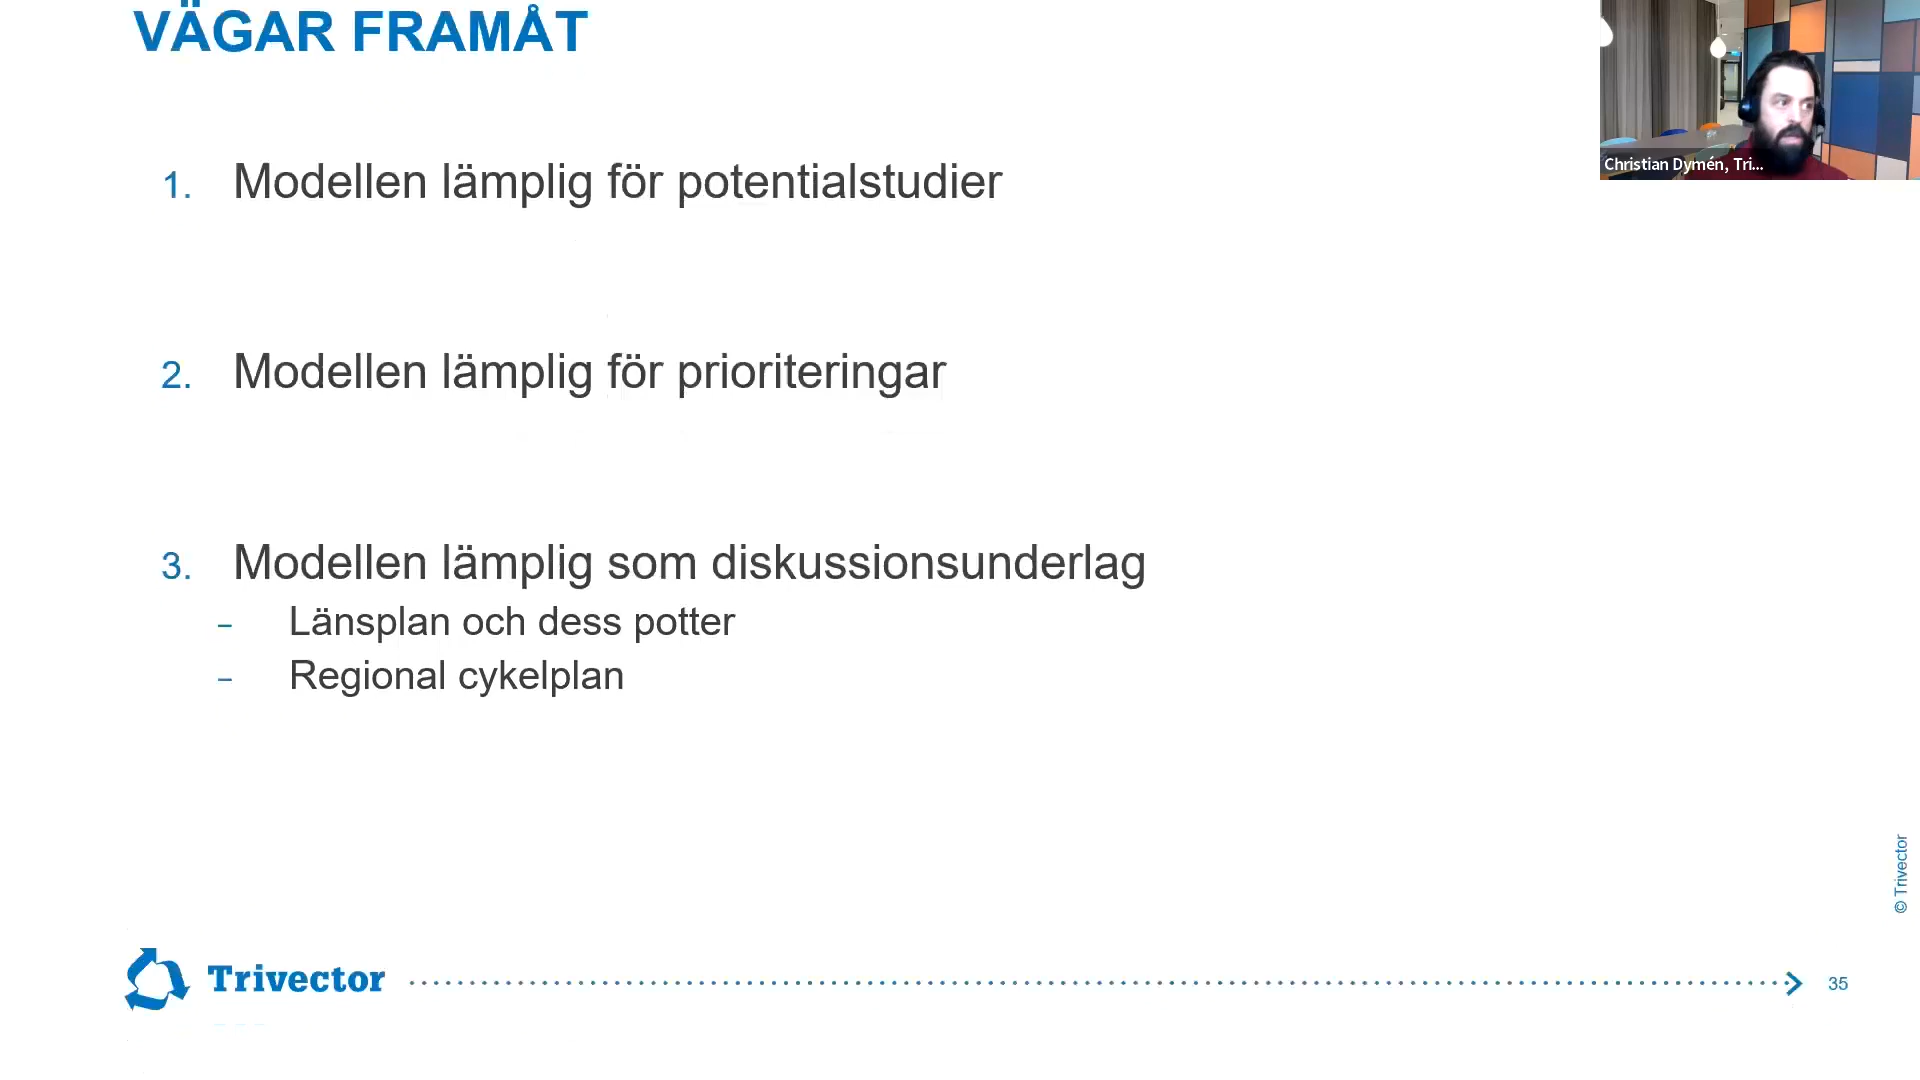 VÄGAR FRAMÅT
Christian Dymén, Tri...
1. Modellen lämplig för potentialstudier
2. Modellen lämplig för prioriteringar
3. Modellen lämplig som diskussionsunderlag
– Länsplan och dess potter
– Regional cykelplan
© Trivector
Trivector
35